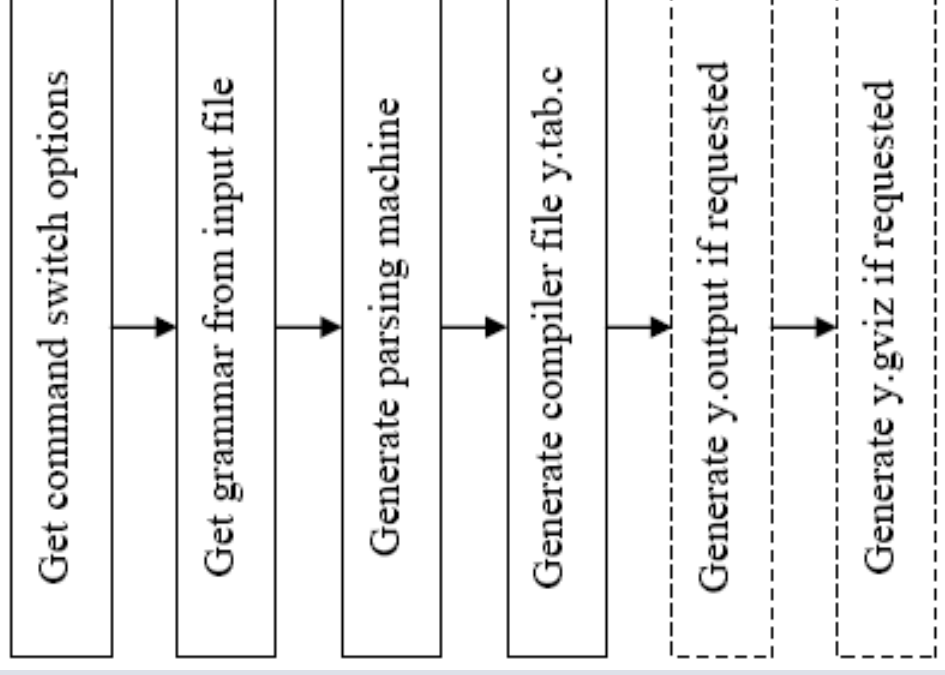 Get command switch options
Get grammar from input file
Generate parsing machine
Generate compiler file y.tab.c
Generate y.output if requested
Generate y.gviz if requested